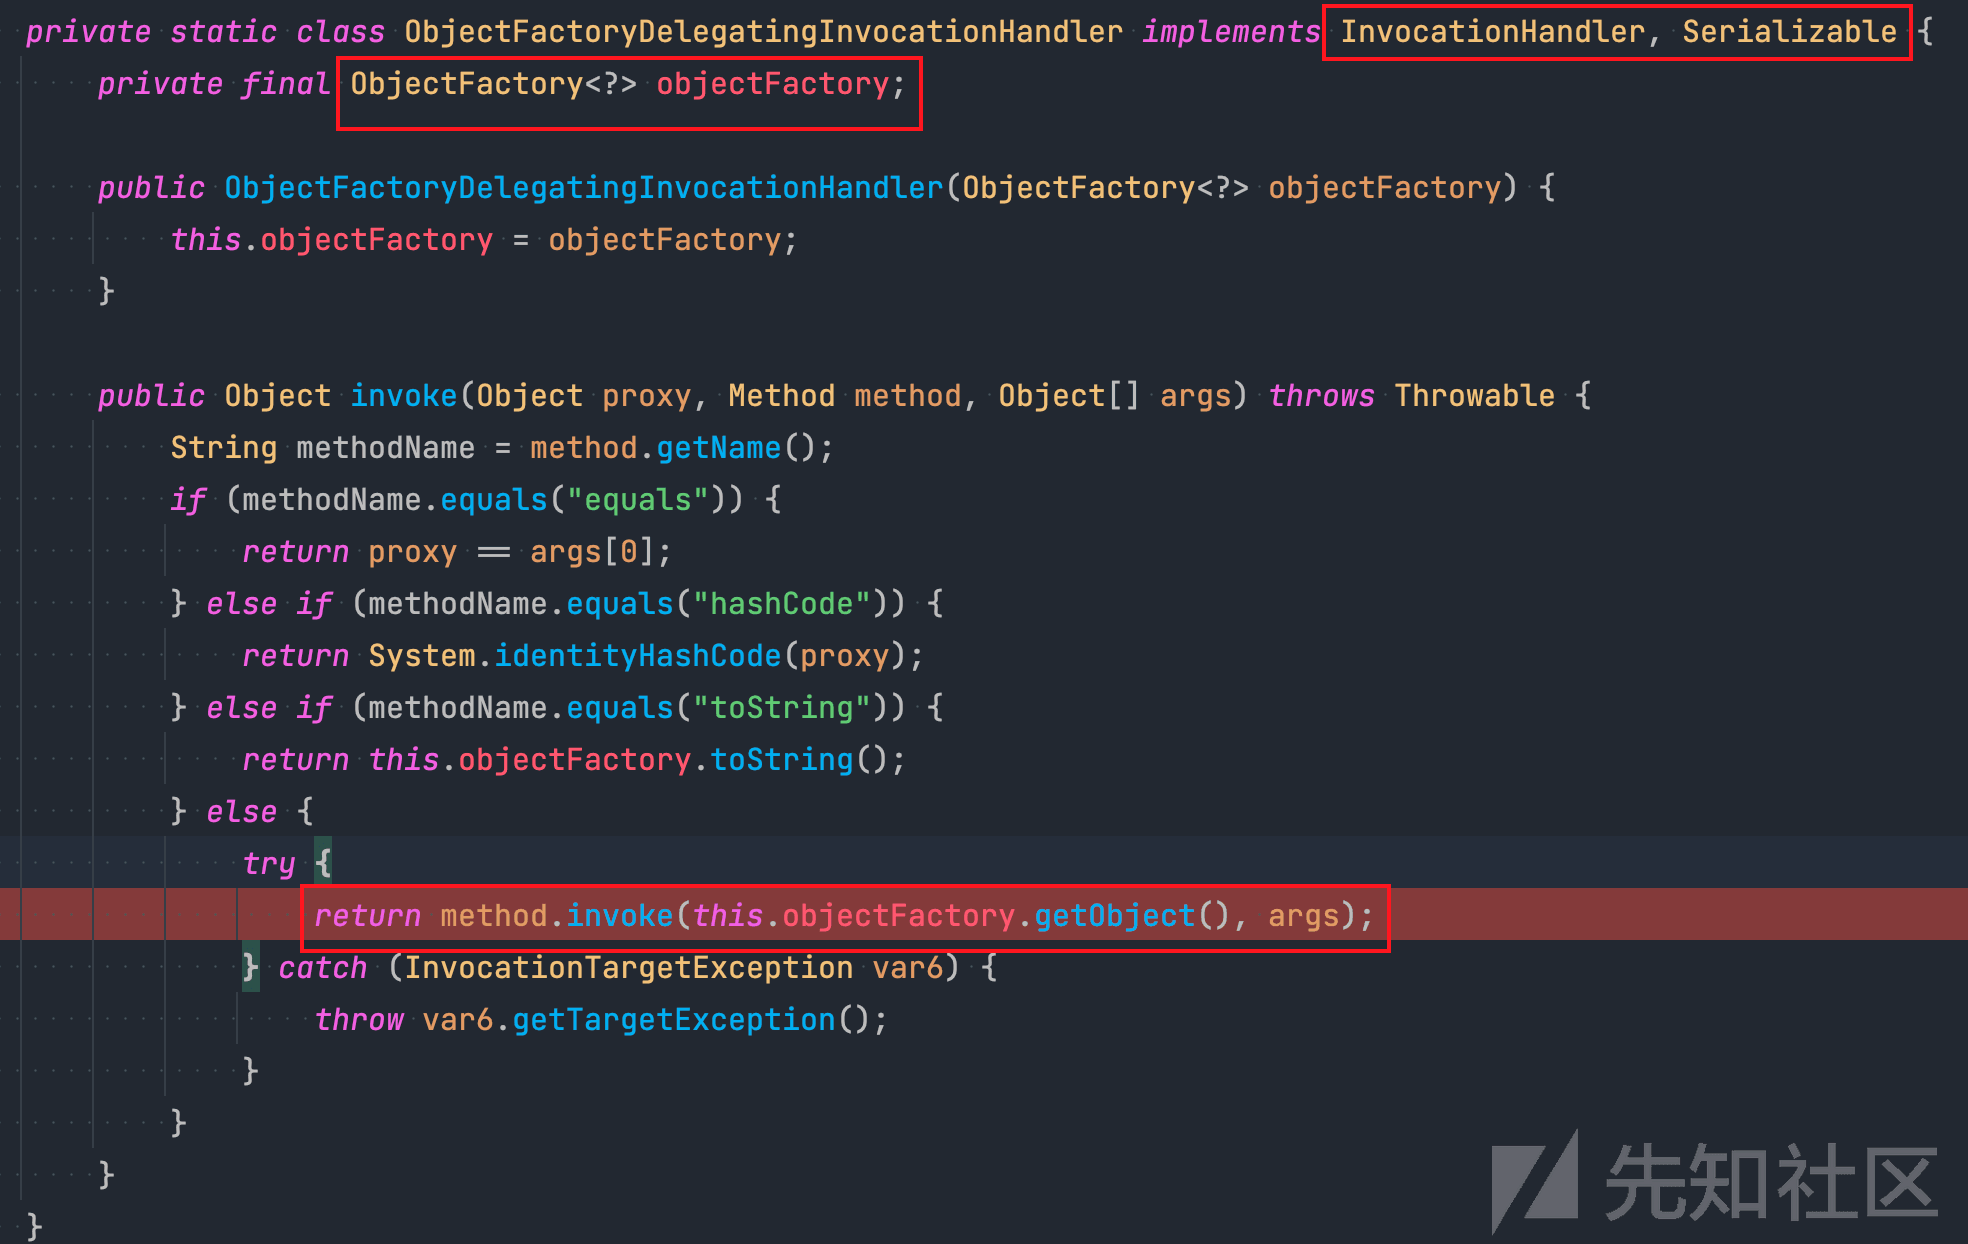 private static class ObjectFactoryDelegatingInvocationHandler implements InvocationHandler, Serializable {
    private final ObjectFactory<?> objectFactory;

    public ObjectFactoryDelegatingInvocationHandler(ObjectFactory<?> objectFactory) {
        this.objectFactory = objectFactory;
    }

    public Object invoke(Object proxy, Method method, Object[] args) throws Throwable {
        String methodName = method.getName();
        if (methodName.equals("equals")) {
            return proxy == args[0];
        } else if (methodName.equals("hashCode")) {
            return System.identityHashCode(proxy);
        } else if (methodName.equals("toString")) {
            return this.objectFactory.toString();
        } else {
            try {
                return method.invoke(this.objectFactory.getObject(), args);
            } catch (InvocationTargetException var6) {
                throw var6.getTargetException();
            }
        }
    }
}
先知社区